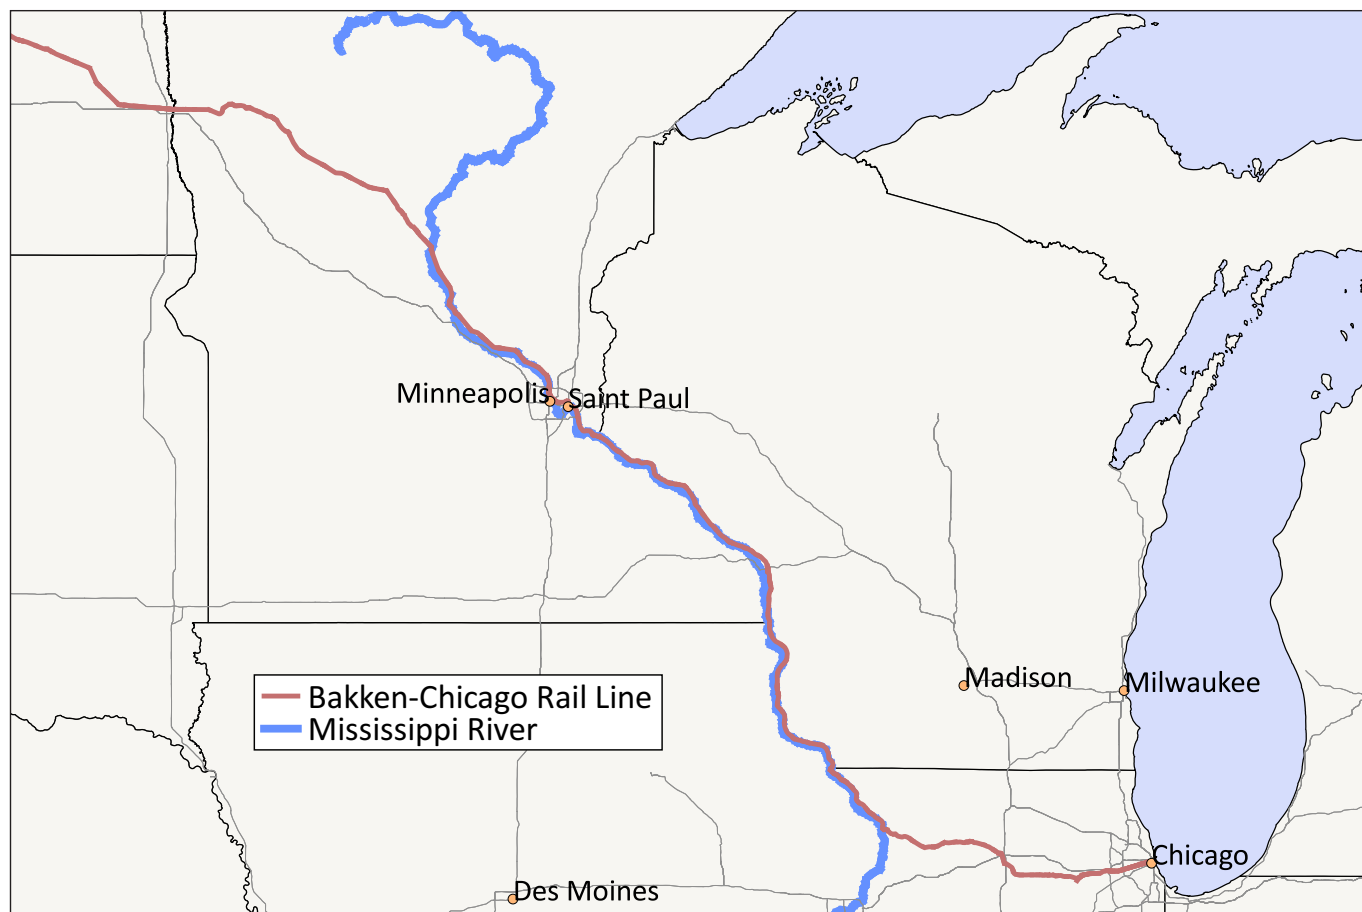 Minneapolis
Saint Paul
Bakken-Chicago Rail Line
Mississippi River
Madison
Milwaukee
Chicago
Des Moines